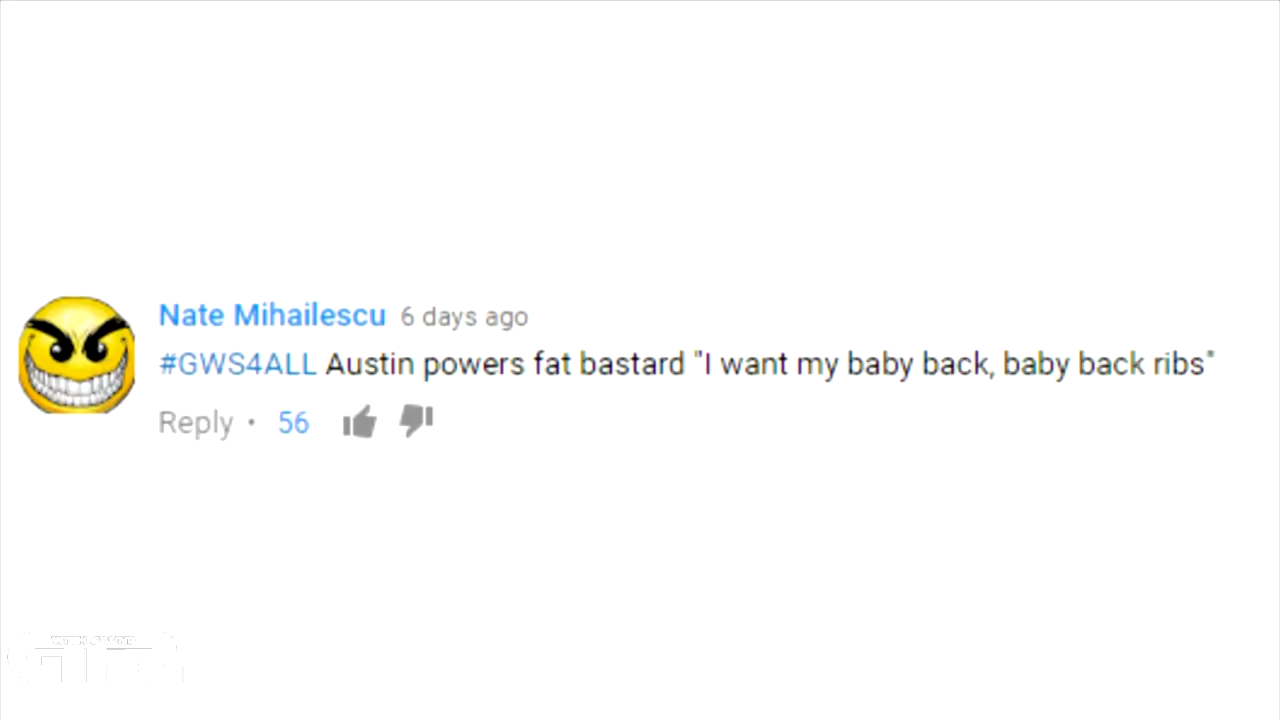 Nate Mihailescu 6 days ago
#GWS4ALL Austin powers fat bastard "I want my baby back, baby back ribs"
Reply • 56